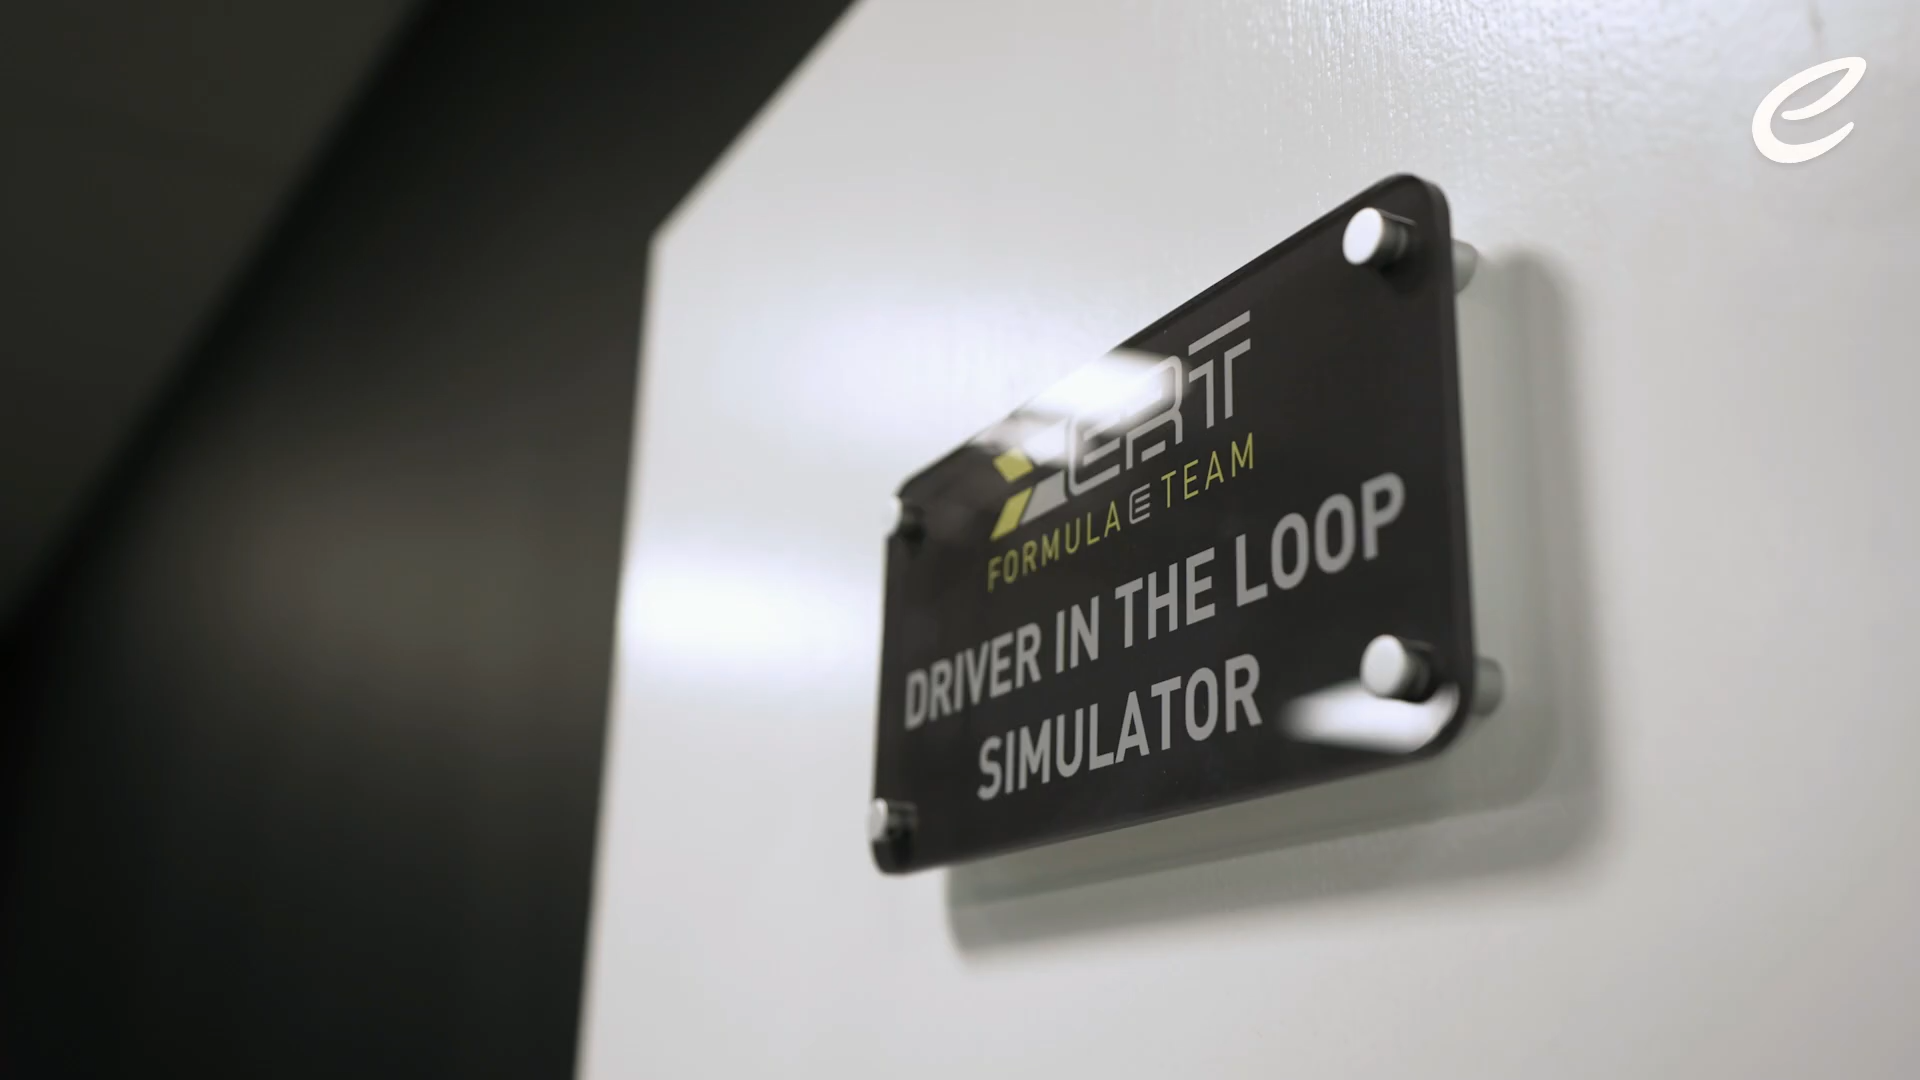 ERT
FORMULA E TEAM
DRIVER IN THE LOOP
SIMULATOR
e